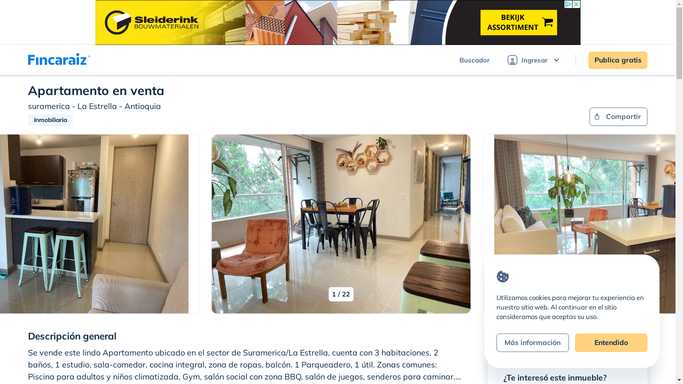 Sleiderink
BOUWMATERIALEN
BEKIJK
ASSORTIMENT
Fincaraiz
Buscador
Ingresar
Publica gratis
Apartamento en venta
suramerica - La Estrella - Antioquia
Inmobiliaria
Compartir
1 / 22
Utilizamos cookies para mejorar tu experiencia en
nuestro sitio web. Al continuar en el sitio
consideramos que aceptas su uso.
Más información
Entendido
Descripción general
Se vende este lindo Apartamento ubicado en el sector de Suramerica/La Estrella, cuenta con 3 habitaciones, 2
baños, 1 estudio, sala-comedor, cocina integral, zona de ropas, balcón. 1 Parqueadero, 1 útil. Zonas comunes:
Piscina para adultos y niños climatizada, Gym, salón social con zona BBQ, salón de juegos, senderos para caminar....
¿Te interesó este inmueble?